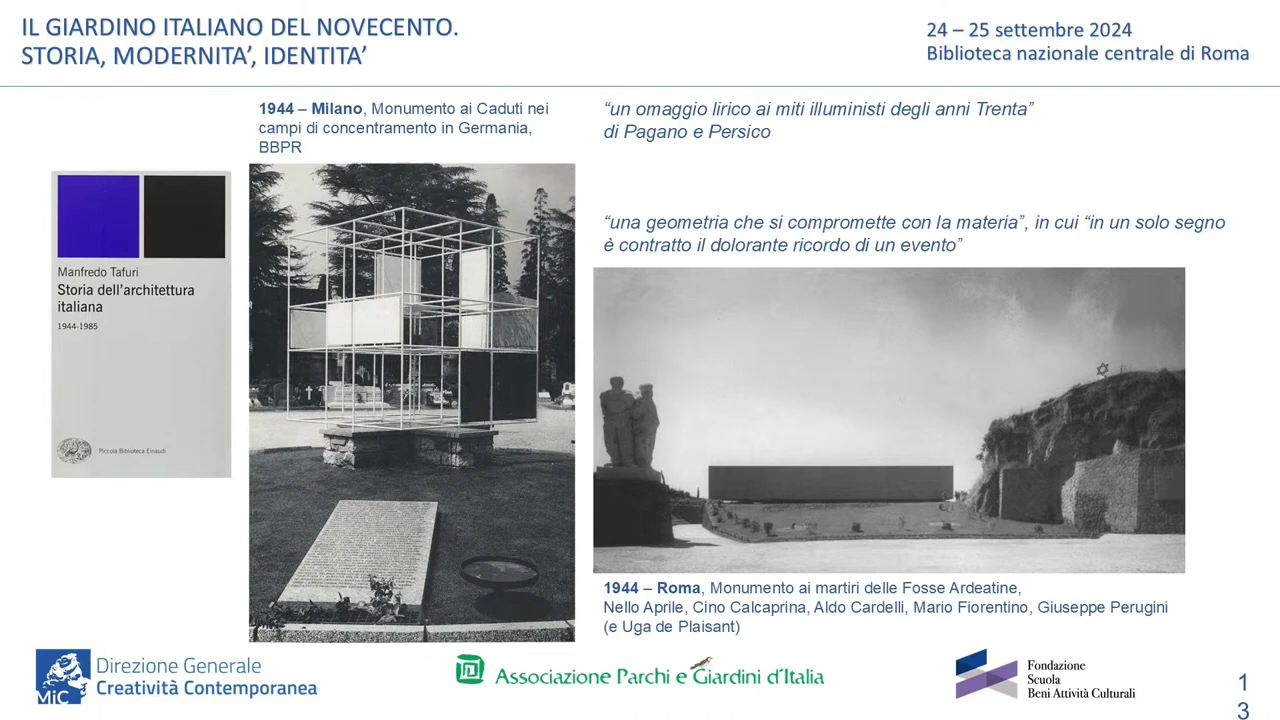 IL GIARDINO ITALIANO DEL NOVECENTO.
STORIA, MODERNITA’, IDENTITA’
24 – 25 settembre 2024
Biblioteca nazionale centrale di Roma
1944 – Milano, Monumento ai Caduti nei
campi di concentramento in Germania,
BBPR
“un omaggio lirico ai miti illuministi degli anni Trenta”
di Pagano e Persico
“una geometria che si compromette con la materia”, in cui “in un solo segno
è contratto il dolorante ricordo di un evento”
Manfredo Tafuri
Storia dell'architettura
italiana
1944-1985
Piccola Biblioteca Einaudi
1944 – Roma, Monumento ai martiri delle Fosse Ardeatine,
Nello Aprile, Cino Calcaprina, Aldo Cardelli, Mario Fiorentino, Giuseppe Perugini
(e Uga de Plaisant)
MiC
Direzione Generale
Creatività Contemporanea
Associazione Parchi e Giardini d'Italia
Fondazione
Scuola
Beni Attività Culturali
1
3